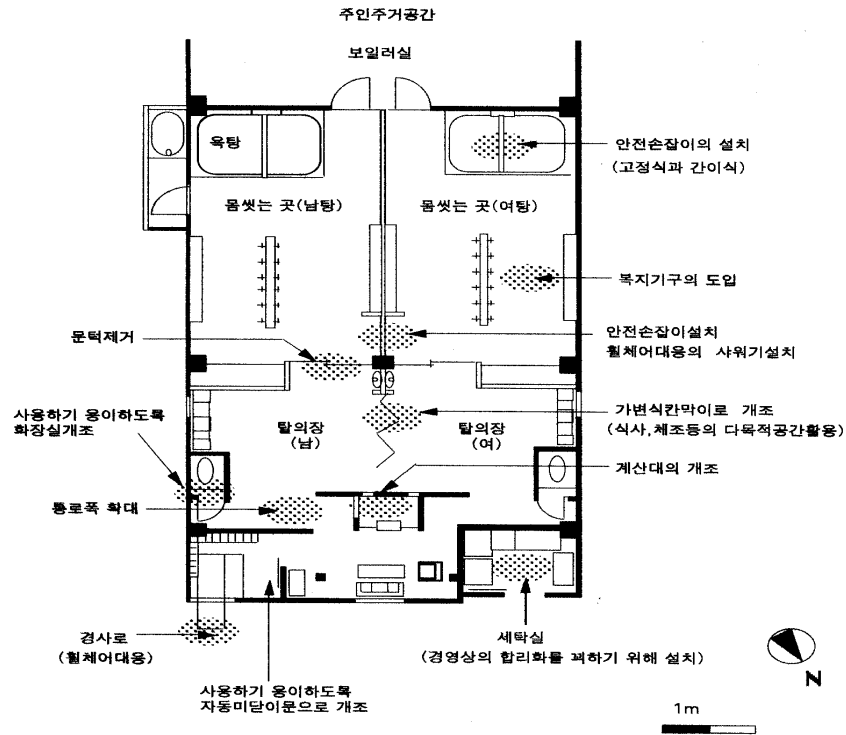 주인주거공간
보일러실
욕탕
안전손잡이의 설치
(고정식과 간이식)
몸씻는 곳(남탕)
몸씻는 곳(여탕)
복지기구의 도입
문턱제거
안전손잡이설치
휠체어대응의 샤워기설치
사용하기 용이하도록
화장실개조
탈의장
(남)
탈의장
(여)
가변식칸막이로 개조
(식사,체조등의 다목적공간활용)
계산대의 개조
통로폭 확대
경사로
(휠체어대응)
세탁실
(경영상의 합리화를 꾀하기 위해 설치)
사용하기 용이하도록
자동미닫이문으로 개조
N
1m